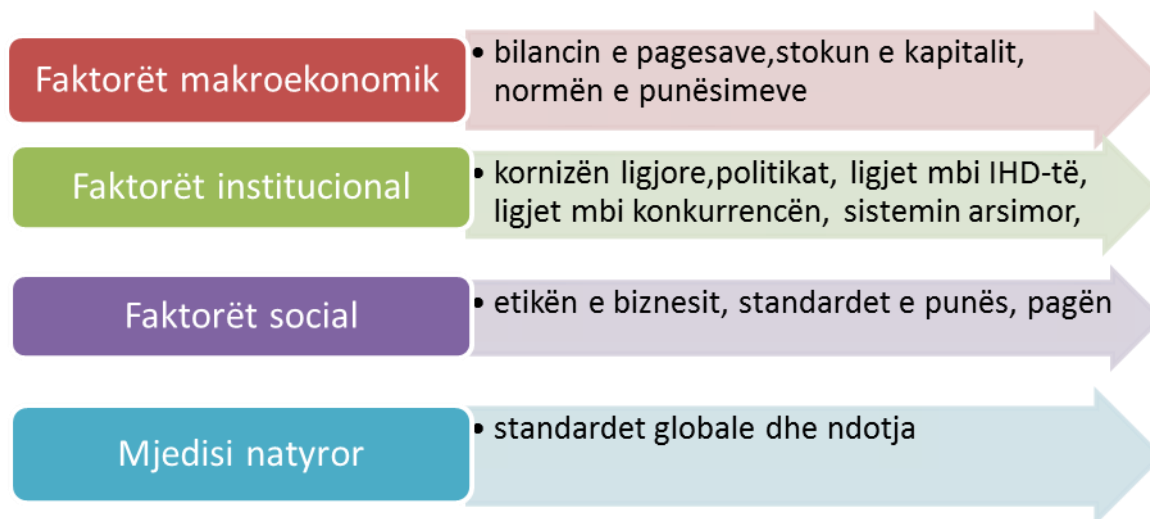 Faktorët makroekonomik
• bilancin e pagesave,stokun e kapitalit,
normën e punësimeve
Faktorët institucional
• kornizën ligjore,politikat, ligjet mbi IHD-të,
ligjet mbi konkurrencën, sistemin arsimor,
Faktorët social
• etikën e biznesit, standardet e punës, pagën
Mjedisi natyror
• standardet globale dhe ndotja